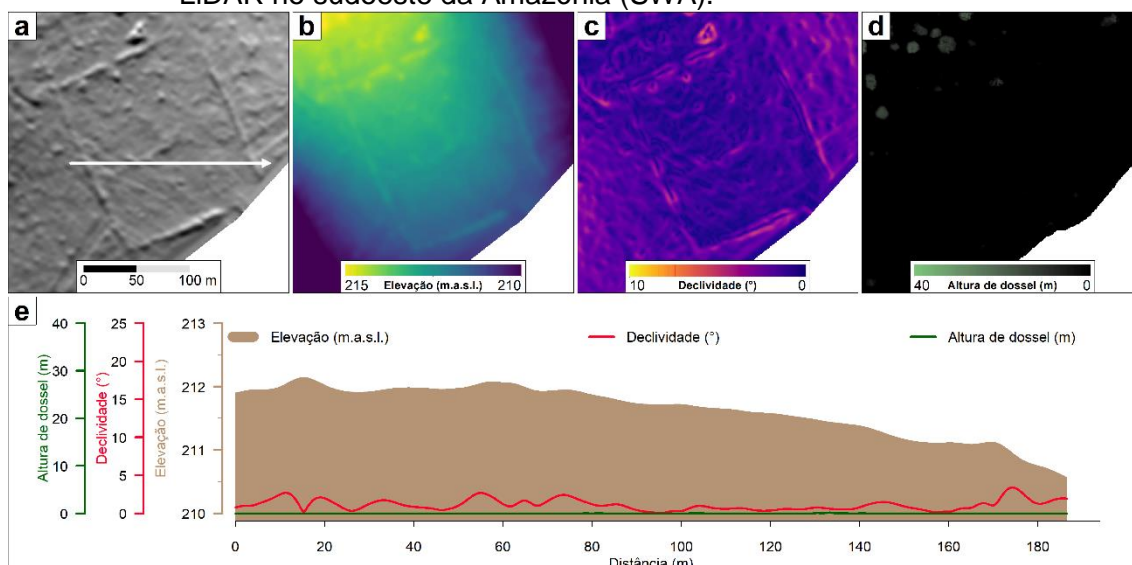 LiDAR no sudoeste da Amazônia (SWA).
a
b
c
d
0 50 100 m
215 Elevação (m.a.s.l.) 210
10 Declividade (°) 0
40 Altura de dossel (m) 0
e
Elevação (m.a.s.l.) Declividade (°) Altura de dossel (m)
Altura de dossel (m)
40
30
20
10
0
Declividade (°)
25
20
15
10
5
0
Elevação (m.a.s.l.)
213
212
211
210
0 20 40 60 80 100 120 140 160 180
Distância (m)